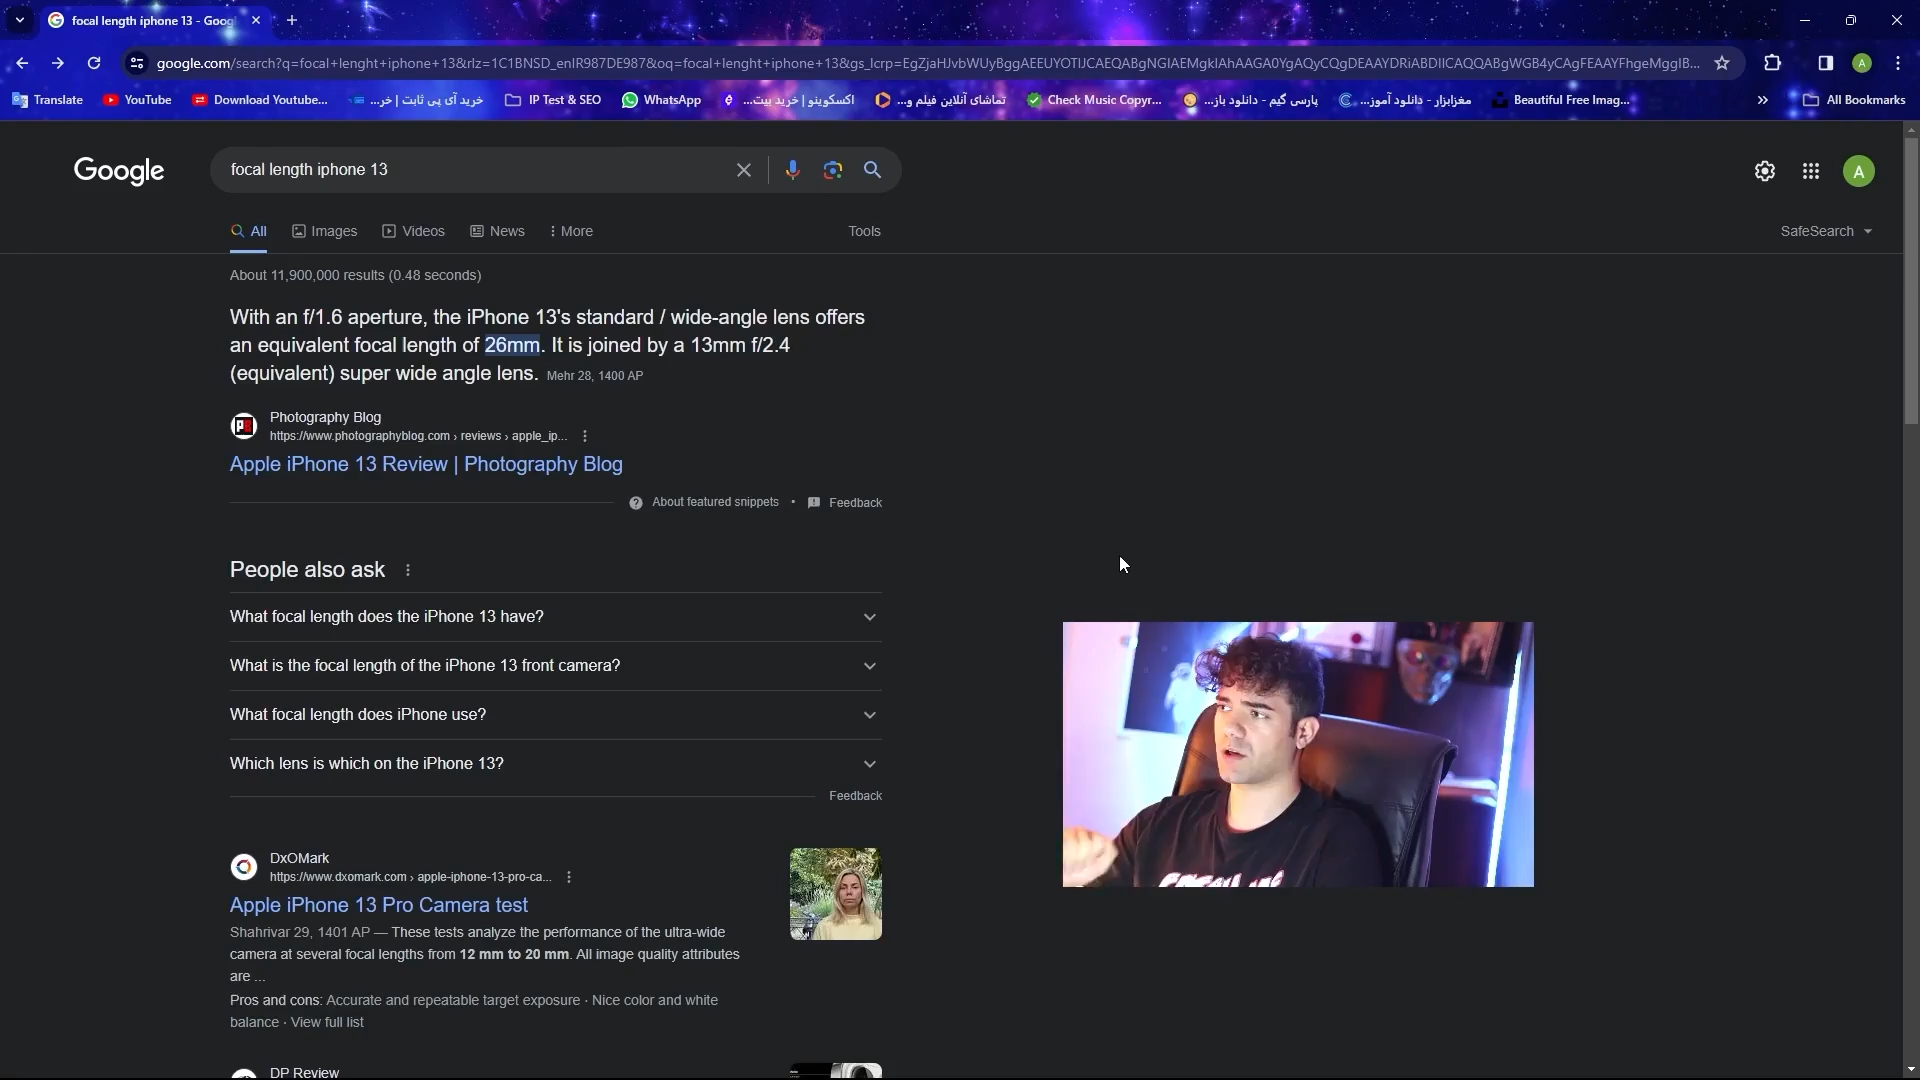 focal length iphone 13 - Goog
google.com/search?q=focal+lenght+iphone+13&rlz=1C1BNSD_enIR987DE987&oq=focal+lenght+iphone+13&gs_lcrp=EgZjaHJvbWUyBggAEEUYOTIJCAEQABgNGIAEMgkIAhAAGA0YgAQyCQgDEAAYDRiABDIICAQQABgWGB4yCAgFEAAYFhgeMggIB...
Translate
YouTube
Download Youtube...
خرید آی پی ثابت | خر...
IP Test & SEO
WhatsApp
اکسکوینو | خرید بیت...
تماشای آنلاین فیلم و...
Check Music Copyr...
پارسی گیم - دانلود باز...
مغزابزار - دانلود آموز...
Beautiful Free Imag...
All Bookmarks
Google
focal length iphone 13
A
All
Images
Videos
News
More
Tools
SafeSearch
About 11,900,000 results (0.48 seconds)
With an f/1.6 aperture, the iPhone 13's standard / wide-angle lens offers
an equivalent focal length of 26mm. It is joined by a 13mm f/2.4
(equivalent) super wide angle lens. Mehr 28, 1400 AP
Photography Blog
https://www.photographyblog.com › reviews › apple_ip...
Apple iPhone 13 Review | Photography Blog
About featured snippets • Feedback
People also ask
What focal length does the iPhone 13 have?
What is the focal length of the iPhone 13 front camera?
What focal length does iPhone use?
Which lens is which on the iPhone 13?
Feedback
DxOMark
https://www.dxomark.com › apple-iphone-13-pro-ca...
Apple iPhone 13 Pro Camera test
Shahrivar 29, 1401 AP — These tests analyze the performance of the ultra-wide
camera at several focal lengths from 12 mm to 20 mm. All image quality attributes
are ...
Pros and cons: Accurate and repeatable target exposure · Nice color and white
balance · View full list
DP Review